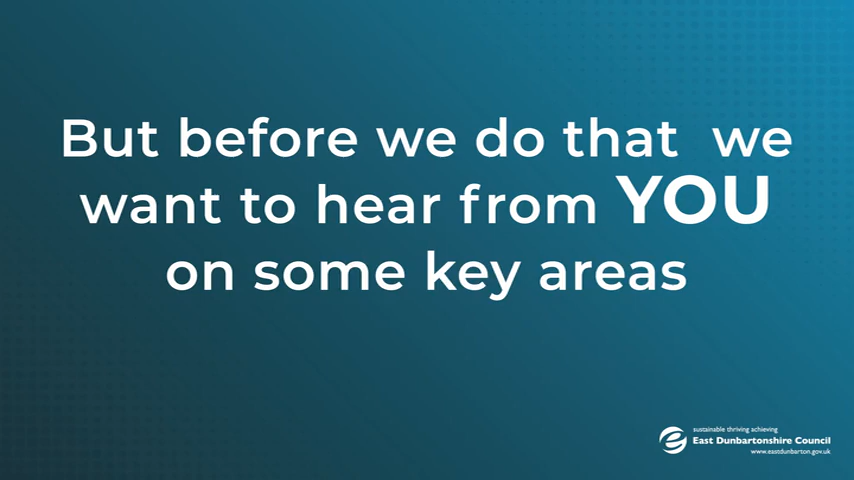 But before we do that  we
want to hear from YOU
on some key areas
sustainable thriving achieving
East Dunbartonshire Council
www.eastdunbarton.gov.uk